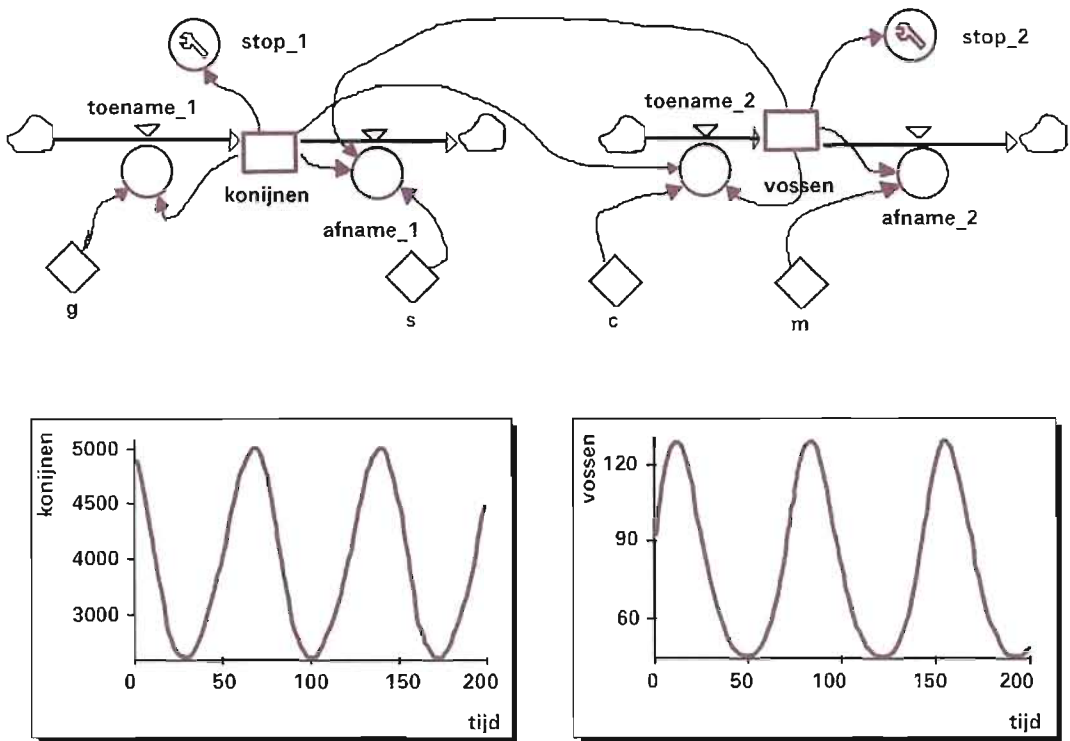 stop_1
stop_2
toename_1
toename_2
konijnen
vossen
afname_1
afname_2
g
s
c
m
konijnen
5000
4500
4000
3000
0 50 100 150 200
tijd
vossen
120
90
60
0 50 100 150 200
tijd